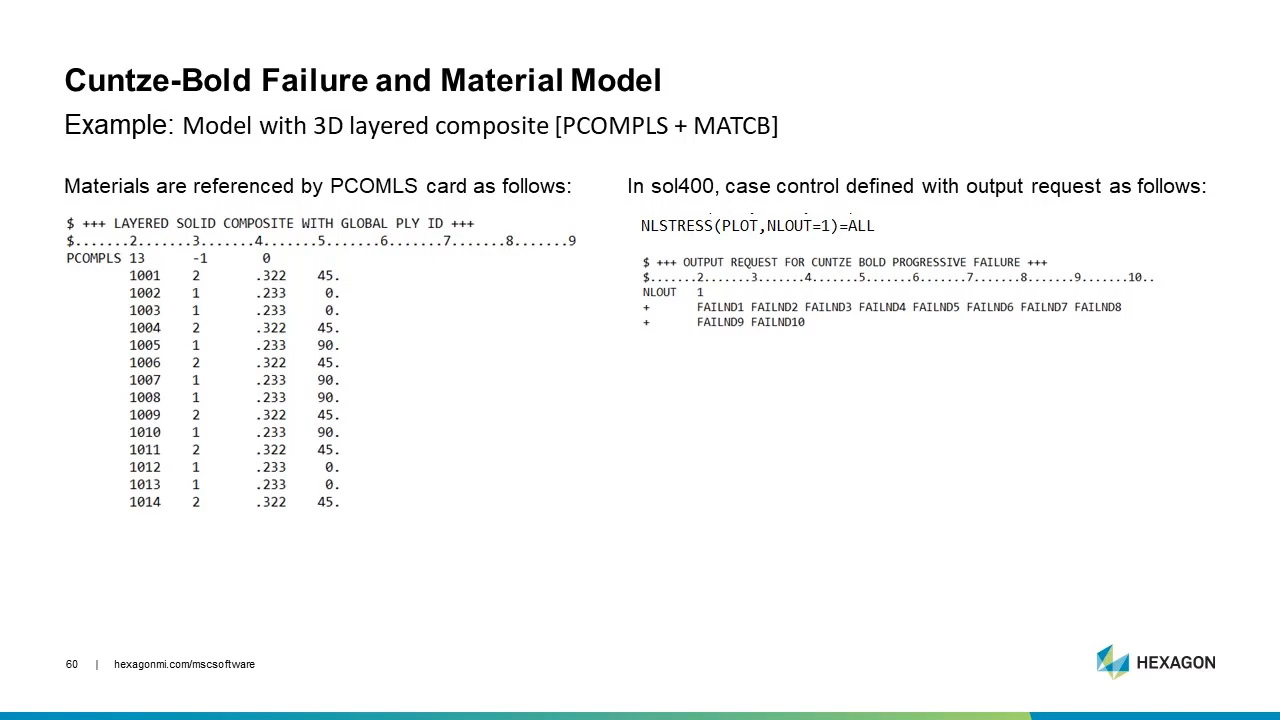 Cuntze-Bold Failure and Material Model
Example: Model with 3D layered composite [PCOMPLS + MATCB]
Materials are referenced by PCOMLS card as follows:
$ +++ LAYERED SOLID COMPOSITE WITH GLOBAL PLY ID +++
$.......2.......3.......4.......5.......6.......7.......8.......9
PCOMPLS 13 -1 0
1001 2 .322 45.
1002 1 .233 0.
1003 1 .233 0.
1004 2 .322 45.
1005 1 .233 90.
1006 2 .322 45.
1007 1 .233 90.
1008 1 .233 90.
1009 2 .322 45.
1010 1 .233 90.
1011 2 .322 45.
1012 1 .233 0.
1013 1 .233 0.
1014 2 .322 45.
In sol400, case control defined with output request as follows:
NLSTRESS(PLOT,NLOUT=1)=ALL
$ +++ OUTPUT REQUEST FOR CUNTZE BOLD PROGRESSIVE FAILURE +++
$.......2.......3.......4.......5.......6.......7.......8.......9.......10..
NLOUT 1
+ FAILND1 FAILND2 FAILND3 FAILND4 FAILND5 FAILND6 FAILND7 FAILND8
+ FAILND9 FAILND10
60 | hexagonmi.com/mscsoftware
HEXAGON